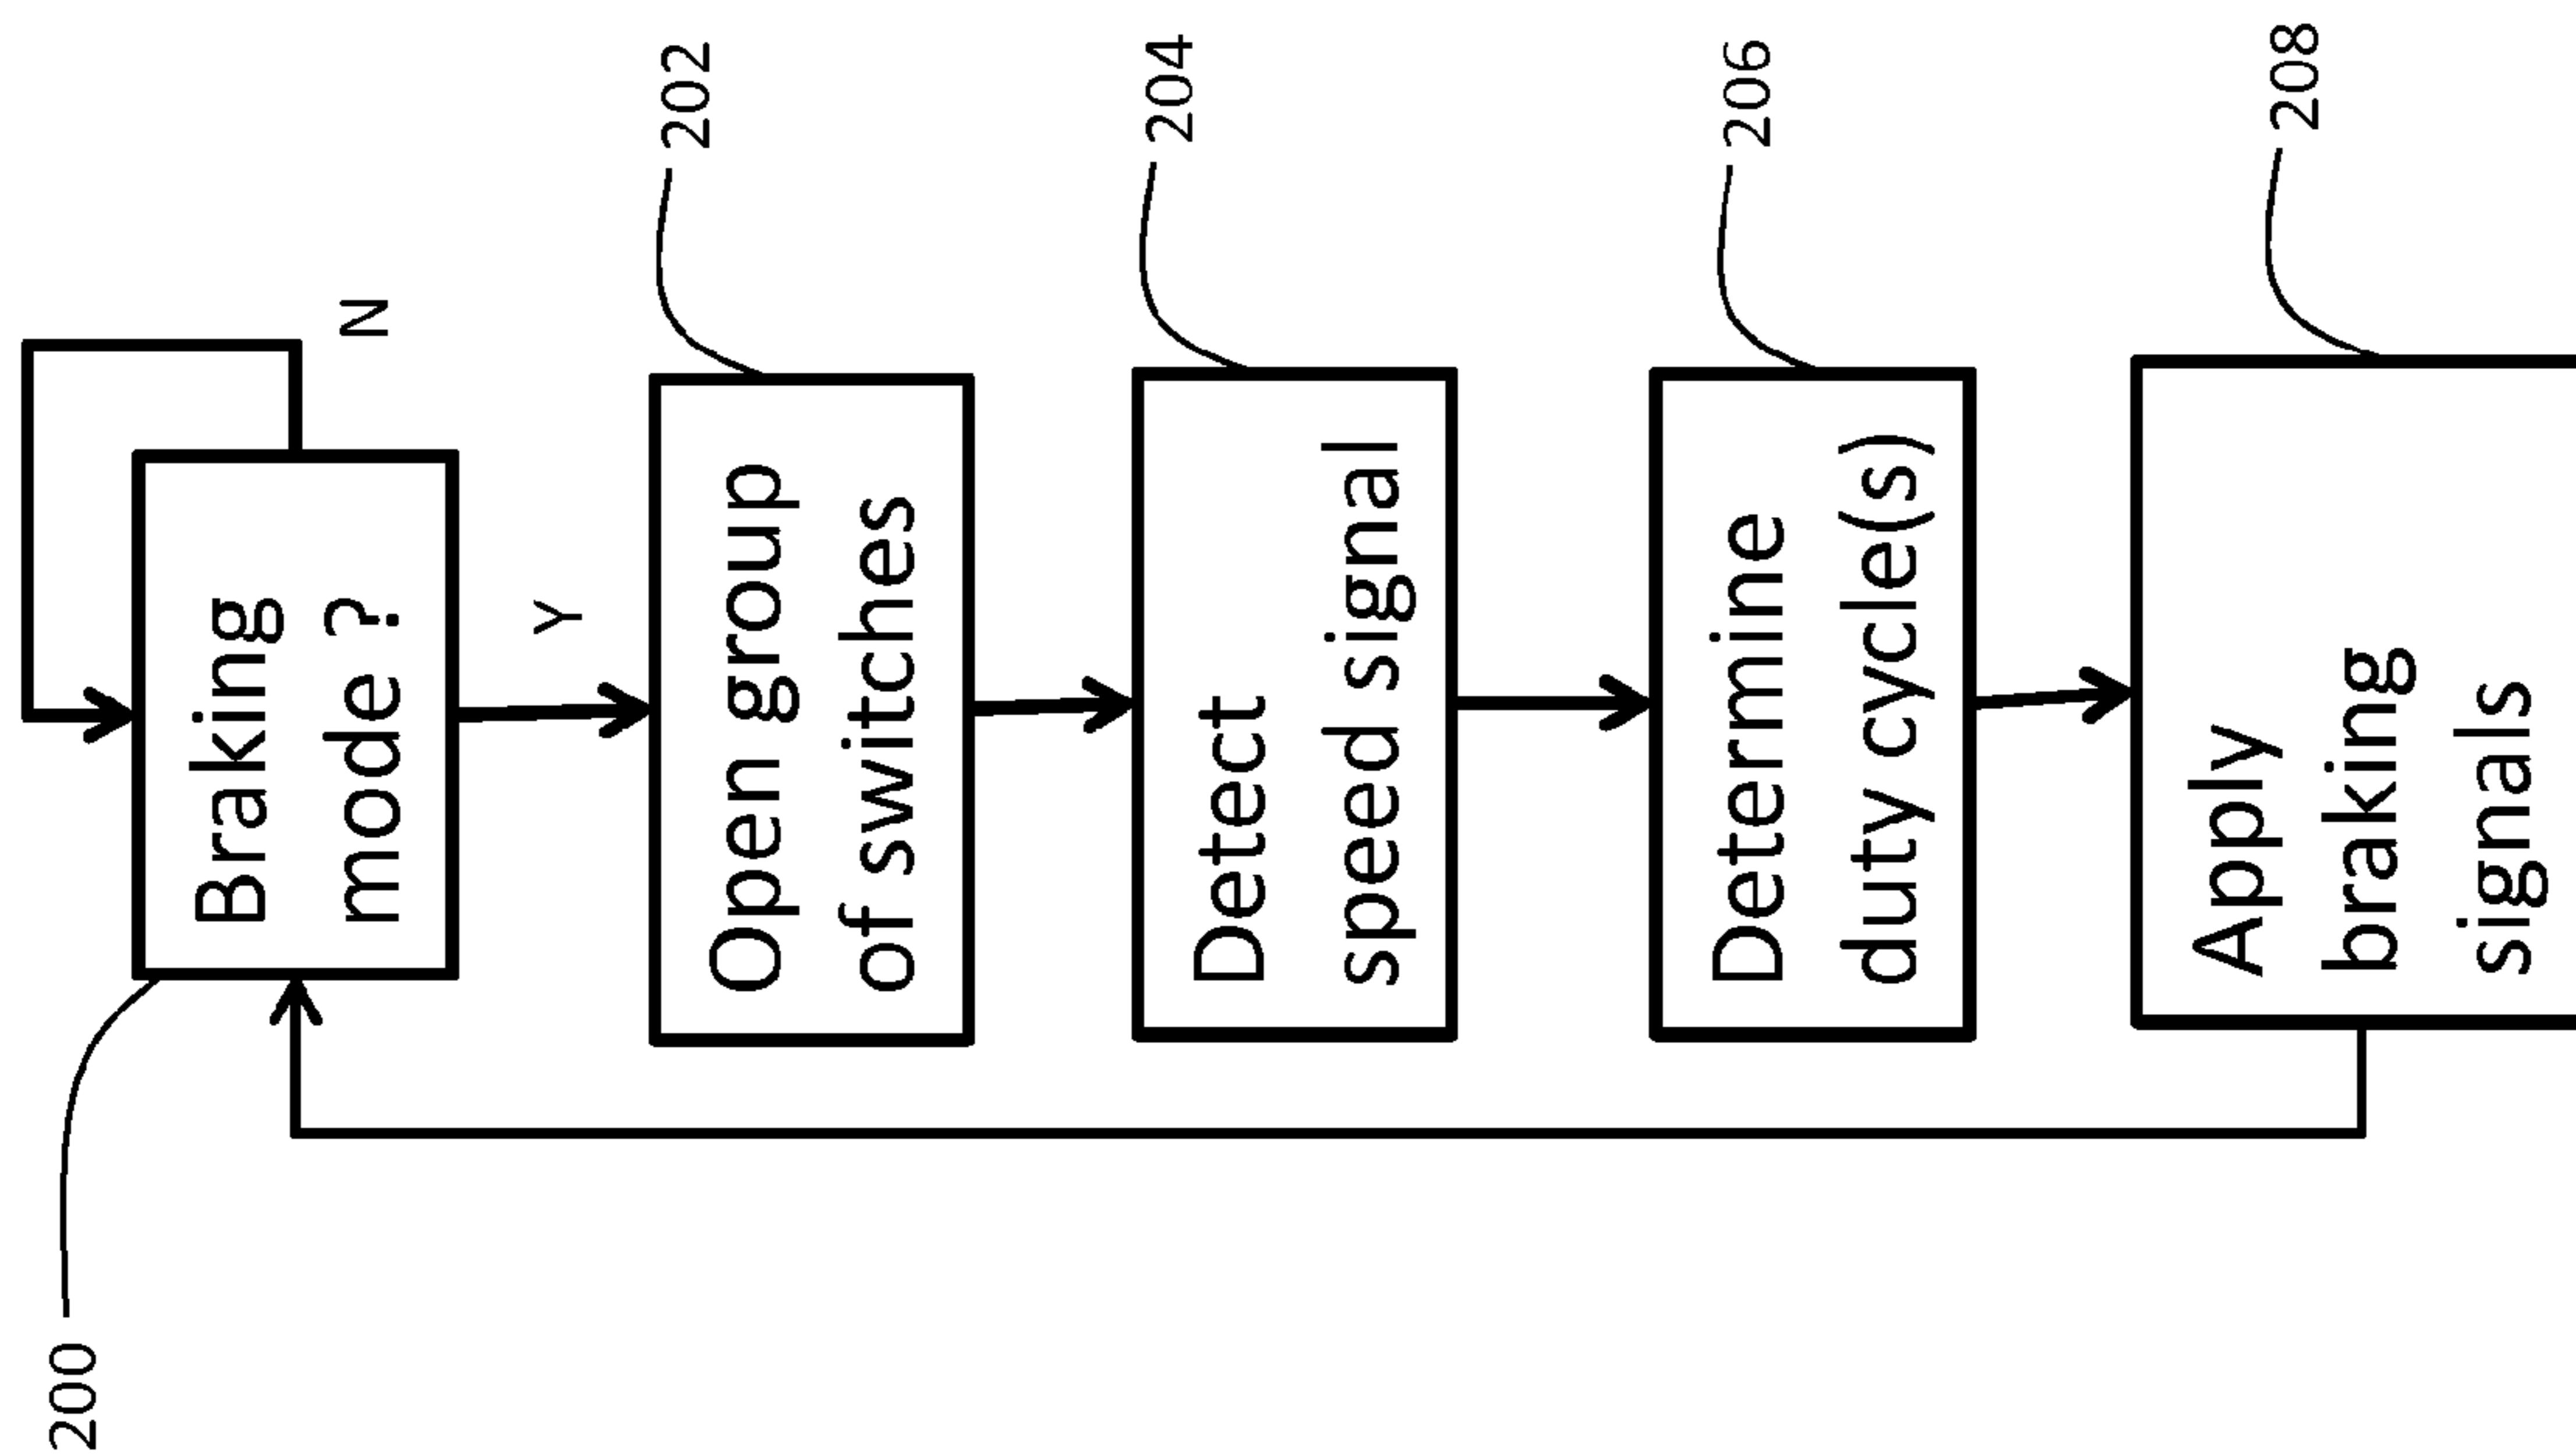 200
Braking
mode ?
N
Y
202
Open group
of switches
204
Detect
speed signal
206
Determine
duty cycle(s)
208
Apply
braking
signals